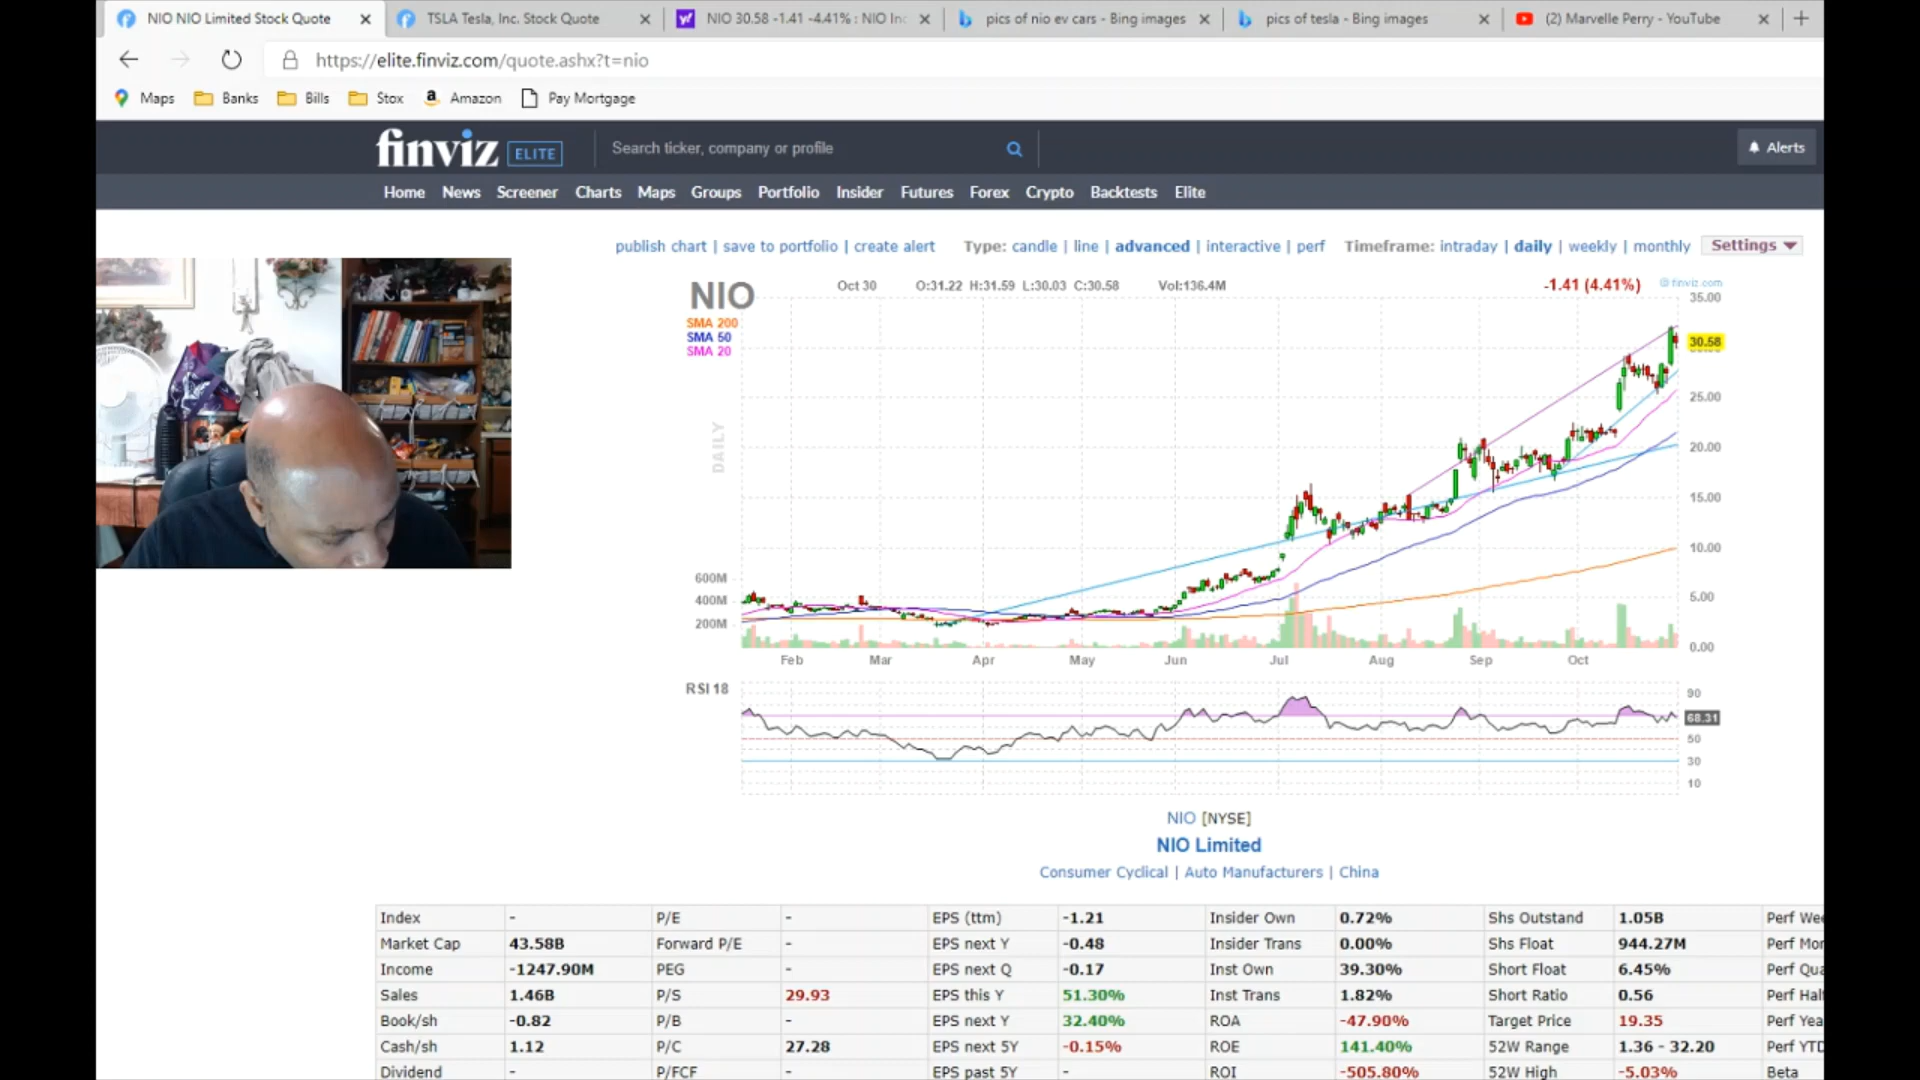 NIO NIO Limited Stock Quote
TSLA Tesla, Inc. Stock Quote
NIO 30.58 -1.41 -4.41% : NIO Inc
pics of nio ev cars - Bing images
pics of tesla - Bing images
(2) Marvelle Perry - YouTube
https://elite.finviz.com/quote.ashx?t=nio
Maps Banks Bills Stox Amazon Pay Mortgage
finviz ELITE
Search ticker, company or profile
Alerts
Home News Screener Charts Maps Groups Portfolio Insider Futures Forex Crypto Backtests Elite
publish chart | save to portfolio | create alert Type: candle | line | advanced | interactive | perf Timeframe: intraday | daily | weekly | monthly Settings
NIO Oct 30 O:31.22 H:31.59 L:30.03 C:30.58 Vol:136.4M -1.41 (4.41%) © finviz.com
SMA 200
SMA 50
SMA 20
DAILY
35.00
30.58
25.00
20.00
15.00
10.00
5.00
0.00
600M
400M
200M
Feb Mar Apr May Jun Jul Aug Sep Oct
RSI 18
90
68.31
50
30
10
NIO [NYSE]
NIO Limited
Consumer Cyclical | Auto Manufacturers | China
Index - P/E - EPS (ttm) -1.21 Insider Own 0.72% Shs Outstand 1.05B Perf Wee
Market Cap 43.58B Forward P/E - EPS next Y -0.48 Insider Trans 0.00% Shs Float 944.27M Perf Mon
Income -1247.90M PEG - EPS next Q -0.17 Inst Own 39.30% Short Float 6.45% Perf Qua
Sales 1.46B P/S 29.93 EPS this Y 51.30% Inst Trans 1.82% Short Ratio 0.56 Perf Half
Book/sh -0.82 P/B - EPS next Y 32.40% ROA -47.90% Target Price 19.35 Perf Yea
Cash/sh 1.12 P/C 27.28 EPS next 5Y -0.15% ROE 141.40% 52W Range 1.36 - 32.20 Perf YTD
Dividend - P/FCF - EPS past 5Y - ROI -505.80% 52W High -5.03% Beta